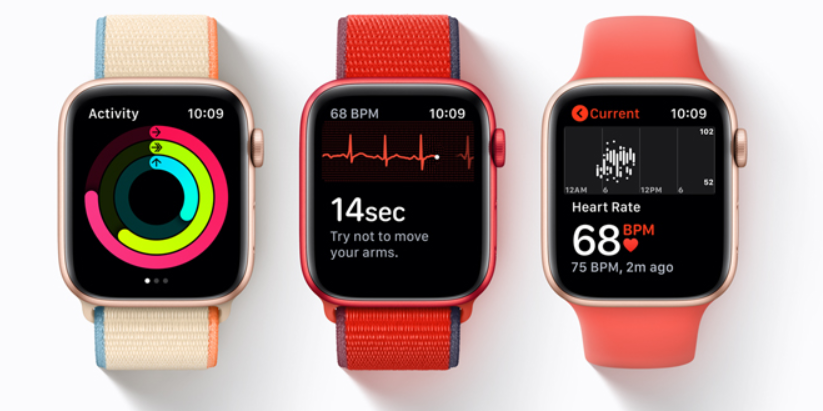 Activity 10:09
68 BPM 10:09
14sec
Try not to move
your arms.
Current 10:09
102
52
12AM 6 12PM 6
Heart Rate
68 BPM
75 BPM, 2m ago